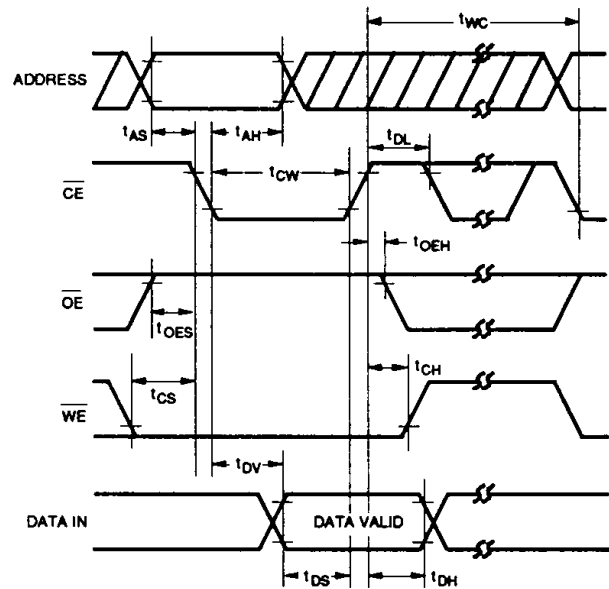 tWC
ADDRESS
tAS
tAH
tDL
CE
tCW
tOEH
OE
tOES
tCH
tCS
WE
tDV
DATA IN
DATA VALID
tDS
tDH